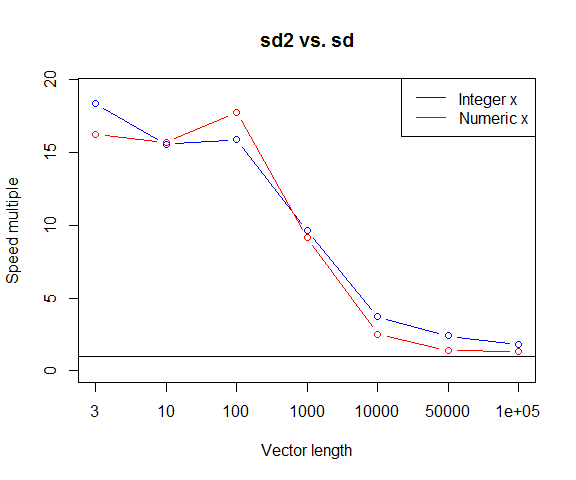 sd2 vs. sd
Integer x
Numeric x
Speed multiple
20
15
10
5
0
3 10 100 1000 10000 50000 1e+05
Vector length